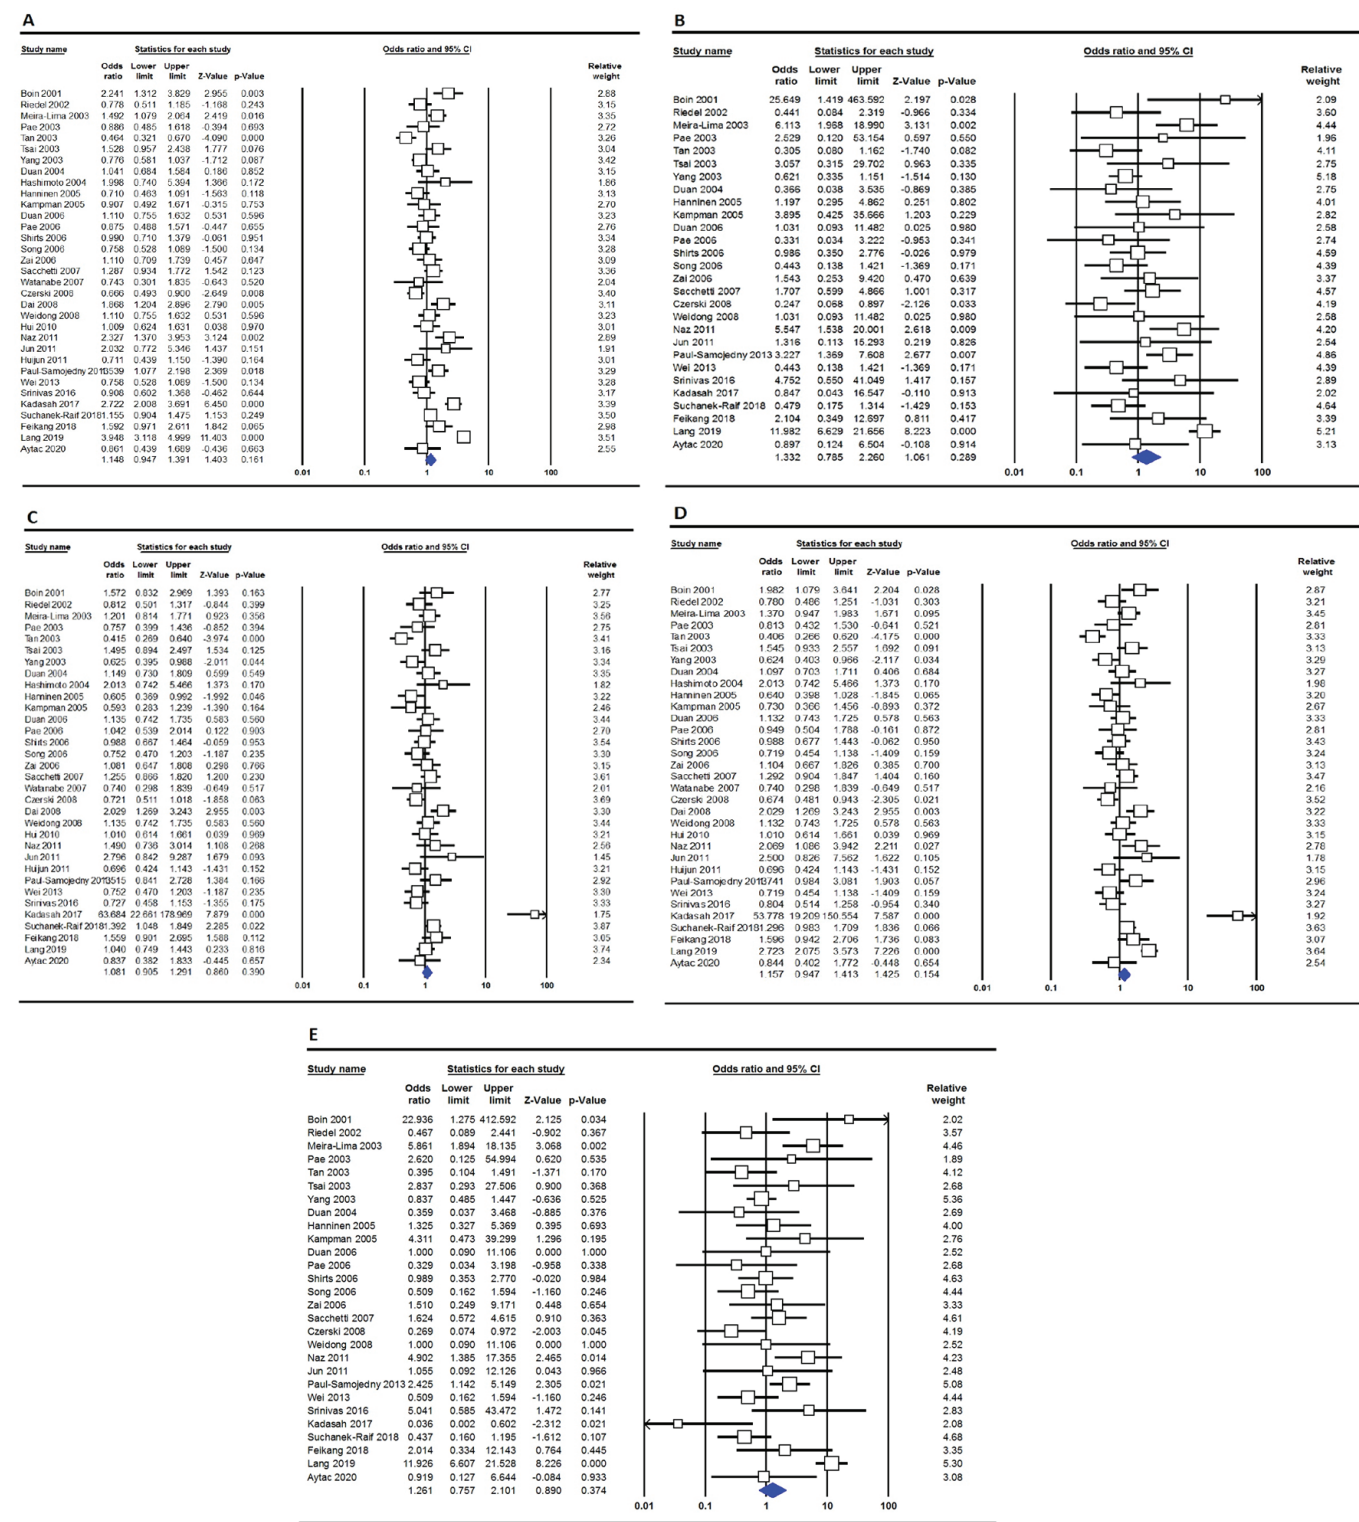 A
Study name Statistics for each study Odds ratio and 95% CI
Odds ratio Lower limit Upper limit Z-Value p-Value Relative weight
Boin 2001 2.241 1.312 3.829 2.955 0.003 2.88
Riedel 2002 0.778 0.511 1.185 -1.168 0.243 3.15
Meira-Lima 2003 1.492 1.079 2.064 2.419 0.016 3.35
Pae 2003 0.886 0.485 1.618 -0.394 0.693 2.72
Tan 2003 0.464 0.321 0.670 -4.090 0.000 3.26
Tsai 2003 1.528 0.957 2.438 1.777 0.076 3.04
Yang 2003 0.776 0.581 1.037 -1.712 0.087 3.42
Duan 2004 1.041 0.684 1.584 0.186 0.852 3.15
Hashimoto 2004 1.998 0.740 5.394 1.366 0.172 1.86
Hanninen 2005 0.710 0.463 1.091 -1.563 0.118 3.12
Kampman 2005 0.907 0.492 1.671 -0.315 0.753 2.70
Duan 2006 1.110 0.755 1.632 0.531 0.596 3.23
Pae 2006 0.875 0.488 1.571 -0.447 0.655 2.76
Shirts 2006 0.990 0.710 1.379 -0.061 0.951 3.34
Song 2006 0.758 0.528 1.089 -1.500 0.134 3.28
Zai 2006 1.110 0.709 1.739 0.457 0.647 3.09
Sacchetti 2007 1.287 0.934 1.772 1.542 0.123 3.36
Watanabe 2007 0.743 0.301 1.835 -0.643 0.520 2.04
Czerski 2008 0.666 0.493 0.900 -2.649 0.008 3.40
Dai 2008 1.868 1.204 2.896 2.790 0.005 3.11
Weidong 2008 1.110 0.755 1.632 0.531 0.596 3.23
Hui 2010 1.009 0.624 1.631 0.038 0.970 3.01
Naz 2011 2.327 1.370 3.953 3.124 0.002 2.89
Jun 2011 2.032 0.772 5.346 1.437 0.151 1.91
Huijun 2011 0.711 0.439 1.150 -1.390 0.164 3.01
Paul-Samojedny 2013 539 1.077 2.198 2.369 0.018 3.29
Wei 2013 0.758 0.528 1.089 -1.500 0.134 3.28
Srinivas 2016 0.908 0.602 1.368 -0.462 0.644 3.17
Kadasah 2017 2.722 2.008 3.691 6.450 0.000 3.39
Suchanek-Raif 20181.155 0.904 1.475 1.153 0.249 3.50
Feikang 2018 1.592 0.971 2.611 1.842 0.065 2.98
Lang 2019 3.948 3.118 4.999 11.403 0.000 3.51
Aytac 2020 0.861 0.439 1.689 -0.436 0.663 2.55
1.148 0.947 1.391 1.403 0.161
0.01 0.1 1 10 100
B
Study name Statistics for each study Odds ratio and 95% CI
Odds ratio Lower limit Upper limit Z-Value p-Value Relative weight
Boin 2001 25.649 1.419 463.592 2.197 0.028 2.09
Riedel 2002 0.441 0.084 2.319 -0.966 0.334 3.60
Meira-Lima 2003 6.113 1.968 18.990 3.131 0.002 4.44
Pae 2003 2.529 0.120 53.154 0.597 0.550 1.96
Tan 2003 0.305 0.080 1.162 -1.740 0.082 4.11
Tsai 2003 3.057 0.315 29.702 0.963 0.335 2.75
Yang 2003 0.621 0.335 1.151 -1.514 0.130 5.18
Duan 2004 0.366 0.038 3.535 -0.869 0.385 2.75
Hanninen 2005 1.197 0.295 4.862 0.251 0.802 4.01
Kampman 2005 3.895 0.425 35.666 1.203 0.229 2.82
Duan 2006 1.031 0.093 11.482 0.025 0.980 2.58
Pae 2006 0.331 0.034 3.222 -0.953 0.341 2.74
Shirts 2006 0.986 0.350 2.776 -0.026 0.979 4.59
Song 2006 0.443 0.138 1.421 -1.369 0.171 4.39
Zai 2006 1.543 0.253 9.420 0.470 0.639 3.37
Secchetti 2007 1.707 0.599 4.866 1.001 0.317 4.57
Czerski 2008 0.247 0.068 0.897 -2.126 0.033 4.19
Weidong 2008 1.031 0.093 11.482 0.025 0.980 2.58
Naz 2011 5.547 1.538 20.001 2.618 0.009 4.20
Jun 2011 1.316 0.113 15.293 0.219 0.826 2.54
Paul-Samojedny 2013 3.227 1.369 7.608 2.677 0.007 4.86
Wei 2013 0.443 0.138 1.421 -1.369 0.171 4.39
Srinivas 2016 4.752 0.550 41.049 1.417 0.157 2.89
Kadasah 2017 0.847 0.043 16.547 -0.110 0.913 2.02
Suchanek-Raif 2018 0.479 0.175 1.314 -1.429 0.153 4.64
Feikang 2018 2.104 0.349 12.697 0.811 0.417 3.39
Lang 2019 11.982 6.629 21.656 8.223 0.000 5.21
Aytac 2020 0.897 0.124 6.504 -0.108 0.914 3.13
1.332 0.785 2.260 1.061 0.289
0.01 0.1 1 10 100
C
Study name Statistics for each study Odds ratio and 95% CI
Odds ratio Lower limit Upper limit Z-Value p-Value Relative weight
Boin 2001 1.572 0.832 2.969 1.393 0.163 2.77
Riedel 2002 0.812 0.501 1.317 -0.844 0.399 3.25
Meira-Lima 2003 1.201 0.814 1.771 0.923 0.356 3.56
Pae 2003 0.757 0.399 1.436 -0.852 0.394 2.75
Tan 2003 0.415 0.269 0.640 -3.974 0.000 3.41
Tsai 2003 1.495 0.894 2.497 1.534 0.125 3.16
Yang 2003 0.625 0.395 0.988 -2.011 0.044 3.34
Duan 2004 1.149 0.730 1.809 0.599 0.549 3.35
Hashimoto 2004 2.013 0.742 5.466 1.373 0.170 1.82
Hanninen 2005 0.605 0.369 0.992 -1.992 0.046 3.22
Kampman 2005 0.593 0.283 1.239 -1.390 0.164 2.46
Duan 2006 1.135 0.742 1.735 0.583 0.560 3.44
Pae 2006 1.042 0.539 2.014 0.122 0.903 2.70
Shirts 2006 0.988 0.667 1.464 -0.059 0.953 3.54
Song 2006 0.752 0.470 1.203 -1.187 0.235 3.30
Zai 2006 1.081 0.647 1.808 0.298 0.766 3.15
Sacchetti 2007 1.255 0.866 1.820 1.200 0.230 3.61
Watanabe 2007 0.740 0.298 1.839 -0.649 0.517 2.01
Czerski 2008 0.721 0.511 1.018 -1.858 0.063 3.69
Dai 2008 2.029 1.269 3.243 2.955 0.003 3.30
Weidong 2008 1.135 0.742 1.735 0.583 0.560 3.44
Hui 2010 1.010 0.614 1.661 0.039 0.969 3.21
Naz 2011 1.490 0.736 3.014 1.108 0.268 2.56
Jun 2011 2.796 0.842 9.287 1.679 0.093 1.45
Huijun 2011 0.696 0.424 1.143 -1.431 0.152 3.21
Paul-Samojedny 2013 515 0.841 2.728 1.384 0.166 2.92
Wei 2013 0.752 0.470 1.203 -1.187 0.235 3.30
Srinivas 2016 0.727 0.458 1.153 -1.355 0.175 3.33
Kadasah 2017 63.684 22.661 178.969 7.879 0.000 1.75
Suchanek-Raif 20181.392 1.048 1.849 2.285 0.022 3.87
Feikang 2018 1.559 0.901 2.695 1.588 0.112 3.05
Lang 2019 1.040 0.749 1.443 0.233 0.816 3.74
Aytac 2020 0.837 0.382 1.833 -0.445 0.657 2.34
1.081 0.905 1.291 0.860 0.390
0.01 0.1 1 10 100
D
Study name Statistics for each study Odds ratio and 95% CI
Odds ratio Lower limit Upper limit Z-Value p-Value Relative weight
Boin 2001 1.982 1.079 3.641 2.204 0.028 2.87
Riedel 2002 0.780 0.486 1.251 -1.031 0.303 3.21
Meira-Lima 2003 1.370 0.947 1.983 1.671 0.095 3.45
Pae 2003 0.813 0.432 1.530 -0.641 0.521 2.81
Tan 2003 0.406 0.266 0.620 -4.175 0.000 3.33
Tsai 2003 1.545 0.933 2.557 1.692 0.091 3.13
Yang 2003 0.624 0.403 0.966 -2.117 0.034 3.29
Duan 2004 1.097 0.703 1.711 0.406 0.684 3.27
Hashimoto 2004 2.013 0.742 5.466 1.373 0.170 1.98
Hanninen 2005 0.640 0.398 1.028 -1.845 0.065 3.20
Kampman 2005 0.730 0.366 1.456 -0.893 0.372 2.67
Duan 2006 1.132 0.743 1.725 0.578 0.563 3.33
Pae 2006 0.949 0.504 1.788 -0.161 0.872 2.81
Shirts 2006 0.988 0.677 1.443 -0.062 0.950 3.43
Song 2006 0.719 0.454 1.138 -1.409 0.159 3.24
Zai 2006 1.104 0.667 1.826 0.385 0.700 3.13
Sacchetti 2007 1.292 0.904 1.847 1.404 0.160 3.47
Watanabe 2007 0.740 0.298 1.839 -0.649 0.517 2.16
Czerski 2008 0.674 0.481 0.943 -2.305 0.021 3.52
Dai 2008 2.029 1.269 3.243 2.955 0.003 3.22
Weidong 2008 1.132 0.743 1.725 0.578 0.563 3.33
Hui 2010 1.010 0.614 1.661 0.039 0.969 3.15
Naz 2011 2.069 1.086 3.942 2.211 0.027 2.78
Jun 2011 2.500 0.826 7.562 1.622 0.105 1.78
Huijun 2011 0.696 0.424 1.143 -1.431 0.152 3.15
Paul-Samojedny 2013 741 0.984 3.081 1.903 0.057 2.96
Wei 2013 0.719 0.454 1.138 -1.409 0.159 3.24
Srinivas 2016 0.804 0.514 1.258 -0.954 0.340 3.27
Kadasah 2017 53.778 19.209 150.554 7.587 0.000 1.92
Suchanek-Raif 20181.296 0.983 1.709 1.836 0.066 3.63
Feikang 2018 1.596 0.942 2.706 1.736 0.083 3.07
Lang 2019 2.723 2.075 3.573 7.226 0.000 3.64
Aytac 2020 0.844 0.402 1.772 -0.448 0.654 2.54
1.157 0.947 1.413 1.425 0.154
0.01 0.1 1 10 100
E
Study name Statistics for each study Odds ratio and 95% CI
Odds ratio Lower limit Upper limit Z-Value p-Value Relative weight
Boin 2001 22.936 1.275 412.592 2.125 0.034 2.02
Riedel 2002 0.467 0.089 2.441 -0.902 0.367 3.57
Meira-Lima 2003 5.861 1.894 18.135 3.068 0.002 4.46
Pae 2003 2.620 0.125 54.994 0.620 0.535 1.89
Tan 2003 0.395 0.104 1.491 -1.371 0.170 4.12
Tsai 2003 2.837 0.293 27.506 0.900 0.368 2.68
Yang 2003 0.837 0.485 1.447 -0.636 0.525 5.36
Duan 2004 0.359 0.037 3.468 -0.885 0.376 2.69
Hanninen 2005 1.325 0.327 5.369 0.395 0.693 4.00
Kampman 2005 4.311 0.473 39.299 1.296 0.195 2.76
Duan 2006 1.000 0.090 11.106 0.000 1.000 2.52
Pae 2006 0.329 0.034 3.198 -0.958 0.338 2.68
Shirts 2006 0.989 0.353 2.770 -0.020 0.984 4.63
Song 2006 0.509 0.162 1.594 -1.160 0.246 4.44
Zai 2006 1.510 0.249 9.171 0.448 0.654 3.33
Sacchetti 2007 1.624 0.572 4.615 0.910 0.363 4.61
Czerski 2008 0.269 0.074 0.972 -2.003 0.045 4.19
Weidong 2008 1.000 0.090 11.106 0.000 1.000 2.52
Naz 2011 4.902 1.385 17.355 2.465 0.014 4.23
Jun 2011 1.055 0.092 12.126 0.043 0.966 2.48
Paul-Samojedny 2013 2.425 1.142 5.149 2.305 0.021 5.08
Wei 2013 0.509 0.162 1.594 -1.160 0.246 4.44
Srinivas 2016 5.041 0.585 43.472 1.472 0.141 2.83
Kadasah 2017 0.036 0.002 0.602 -2.312 0.021 2.08
Suchanek-Raif 2018 0.437 0.160 1.195 -1.612 0.107 4.68
Feikang 2018 2.014 0.334 12.143 0.764 0.445 3.35
Lang 2019 11.926 6.607 21.528 8.226 0.000 5.30
Aytac 2020 0.919 0.127 6.644 -0.084 0.933 3.08
1.261 0.757 2.101 0.890 0.374
0.01 0.1 1 10 100